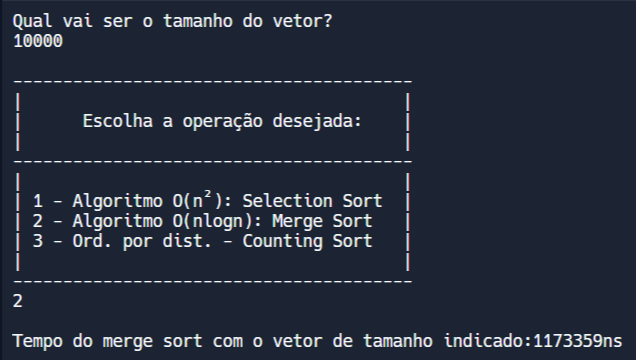 Qual vai ser o tamanho do vetor?
10000
----------------------------------------
|                                      |
|      Escolha a operação desejada:    |
|                                      |
----------------------------------------
|                                      |
| 1 - Algoritmo O(n²): Selection Sort  |
| 2 - Algoritmo O(nlogn): Merge Sort   |
| 3 - Ord. por dist. - Counting Sort   |
|                                      |
----------------------------------------
2
Tempo do merge sort com o vetor de tamanho indicado:1173359ns